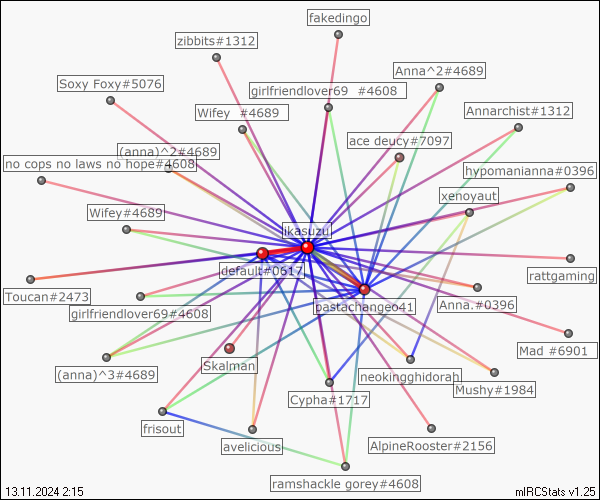 fakedingo
zibbits#1312
Anna^2#4689
Soxy Foxy#5076
girlfriendlover69 #4608
Wifey #4689
Annarchist#1312
ace deucy#7097
(anna)^2#4689
no cops no laws no hope#4608
hypomanianna#0396
xenoyaut
Wifey#4689
ikasuzu
default#0617
rattgaming
Toucan#2473
girlfriendlover69#4608
pastachangeo41
Anna.#0396
Mad #6901
Skalman
(anna)^3#4689
neokingghidorah
Mushy#1984
Cypha#1717
frisout
avelicious
AlpineRooster#2156
ramshackle gorey#4608
13.11.2024 2:15
mIRCStats v1.25